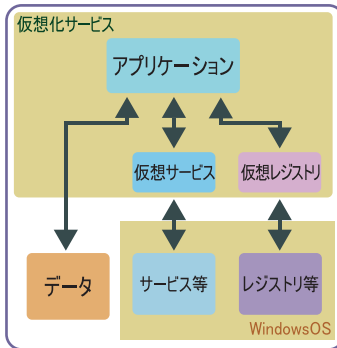 仮想化サービス
アプリケーション
仮想サービス
仮想レジストリ
データ
サービス等
レジストリ等
WindowsOS